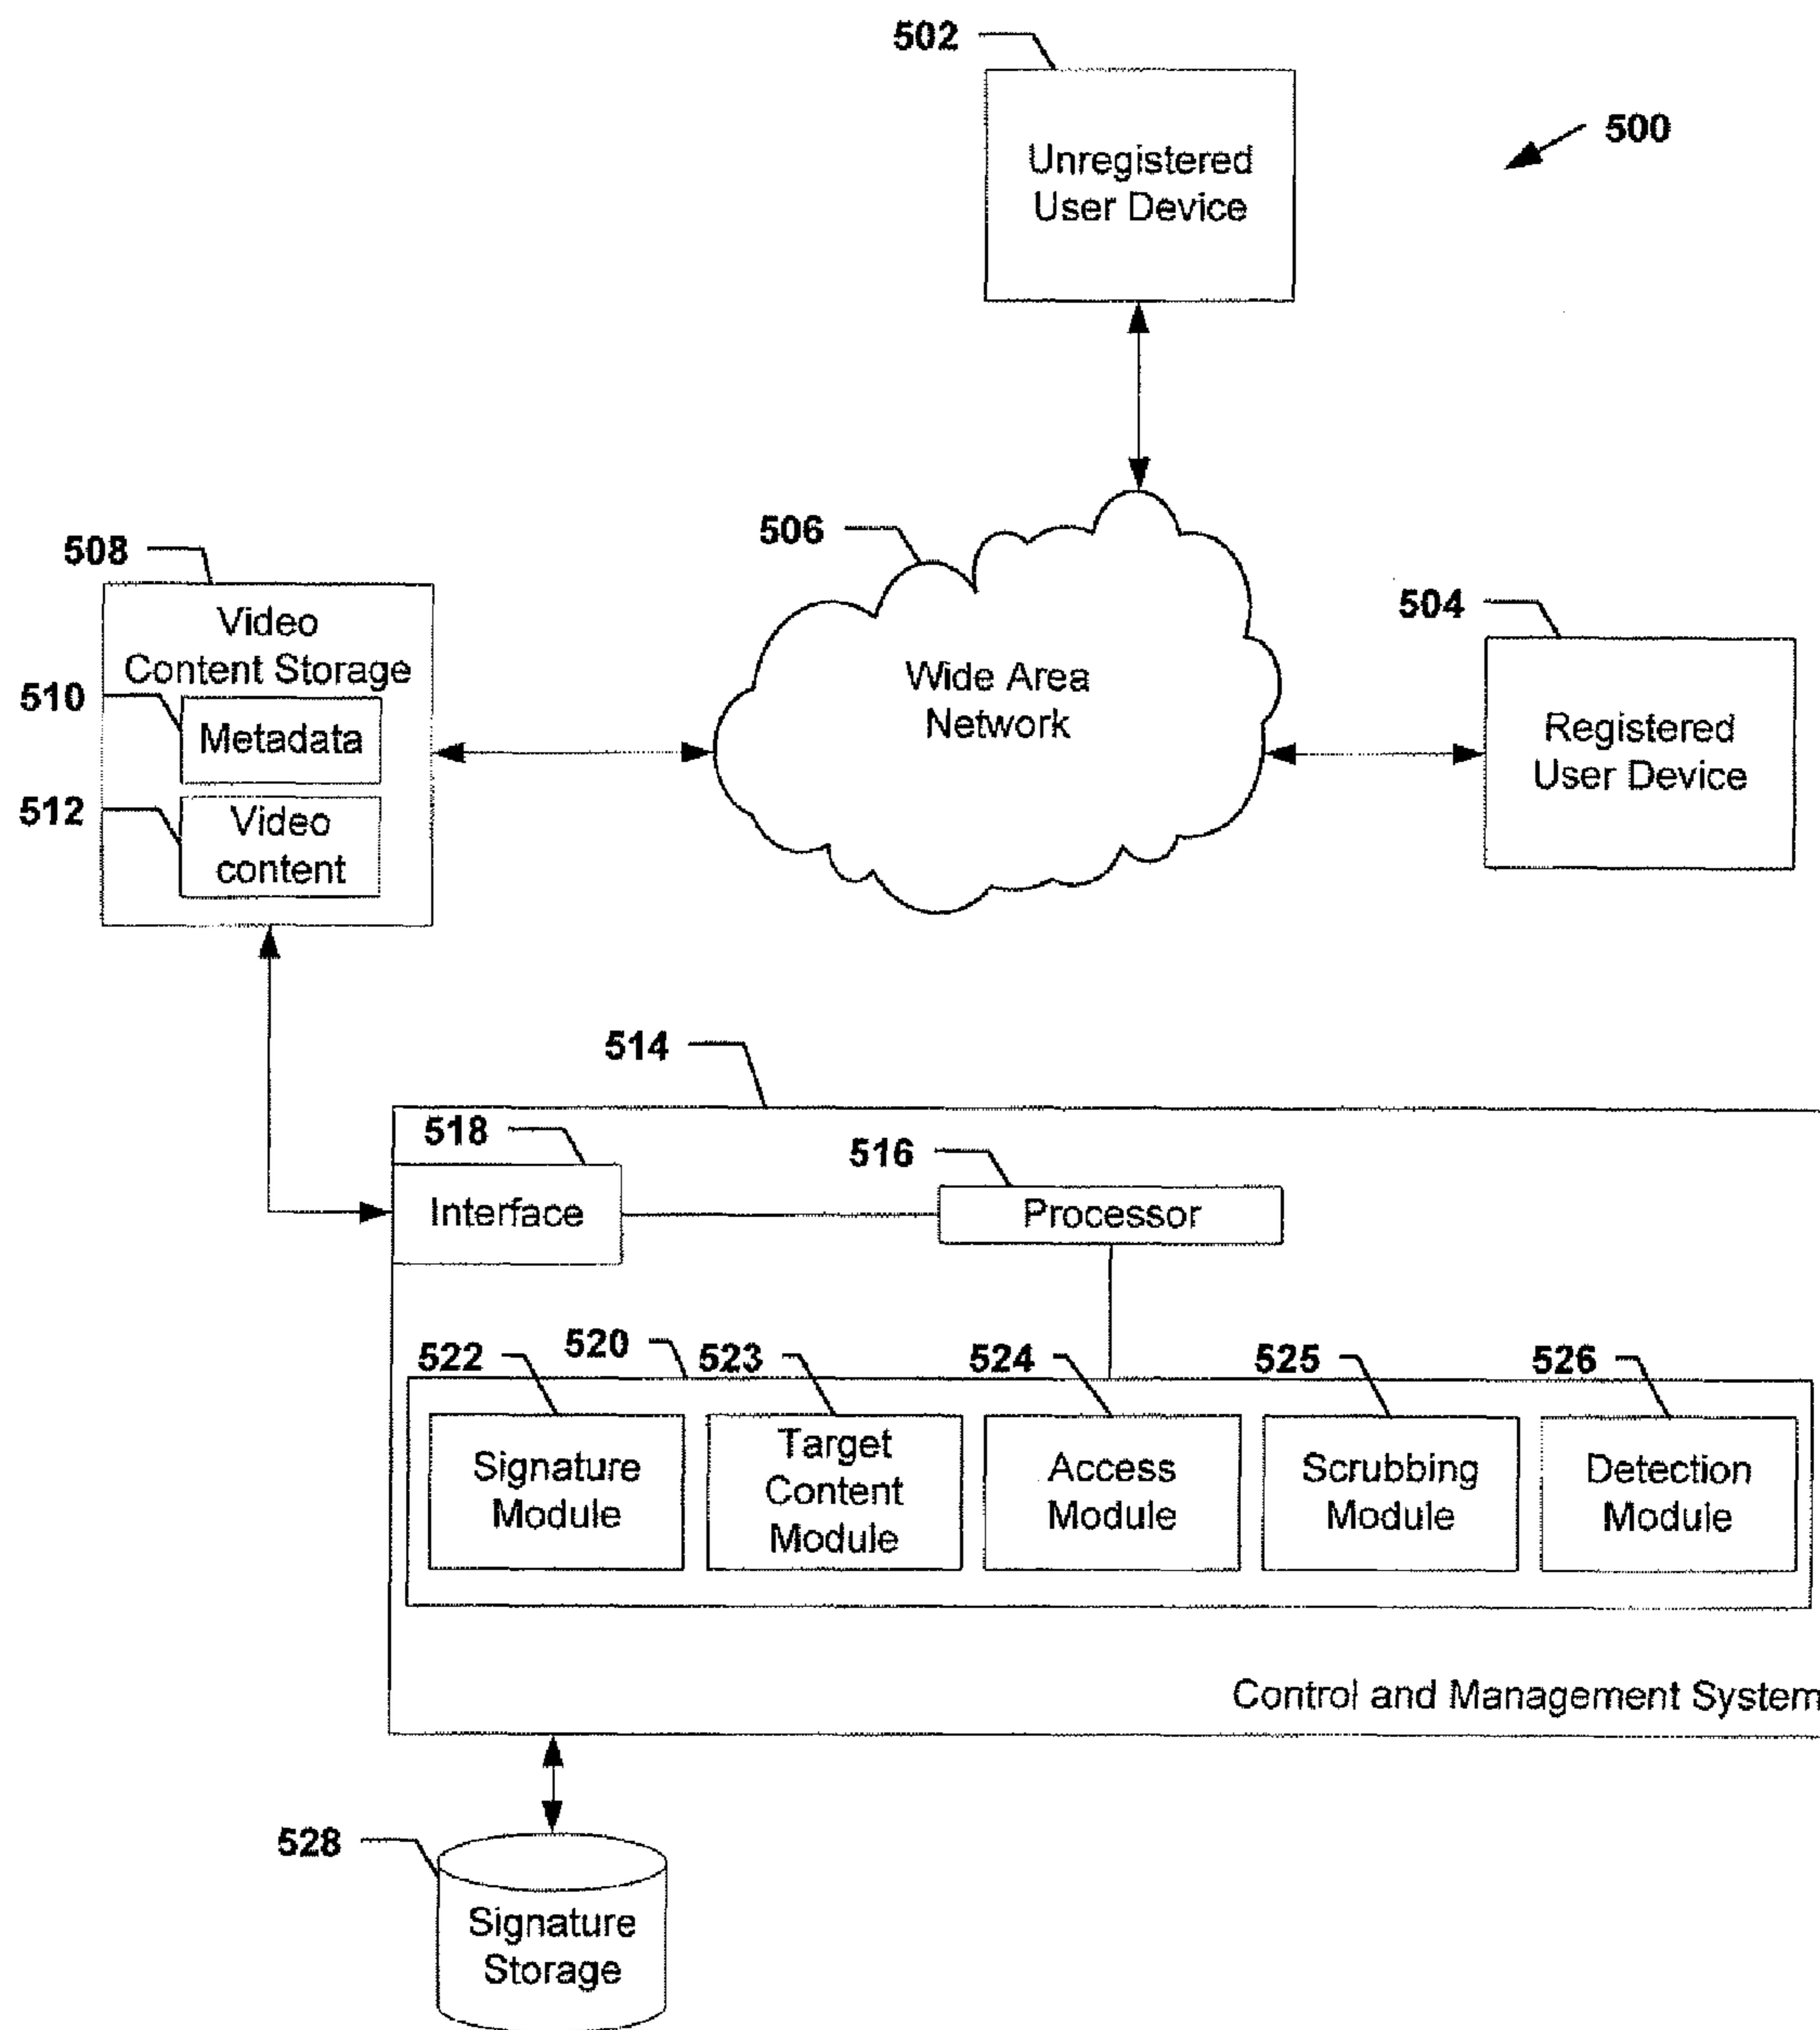 502
Unregistered
User Device
500
506
Wide Area
Network
508
Video
Content Storage
510
Metadata
512
Video
content
504
Registered
User Device
514
518
Interface
516
Processor
520
522
Signature
Module
523
Target
Content
Module
524
Access
Module
525
Scrubbing
Module
526
Detection
Module
Control and Management System
528
Signature
Storage